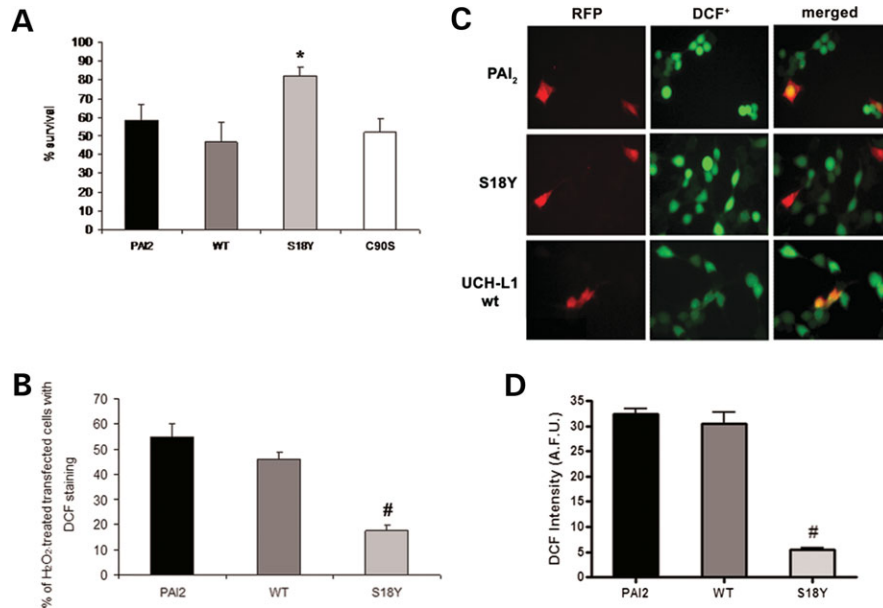 A
% survival
100
90
80
70
60
50
40
30
20
10
0
*
PAI2 WT S18Y C90S
B
% of H₂O₂-treated transfected cells with
DCF staining
70
60
50
40
30
20
10
0
#
PAI2 WT S18Y
C
RFP DCF⁺ merged
PAI₂
S18Y
UCH-L1
wt
D
DCF Intensity (A.F.U.)
35
30
25
20
15
10
5
0
#
PAI2 WT S18Y